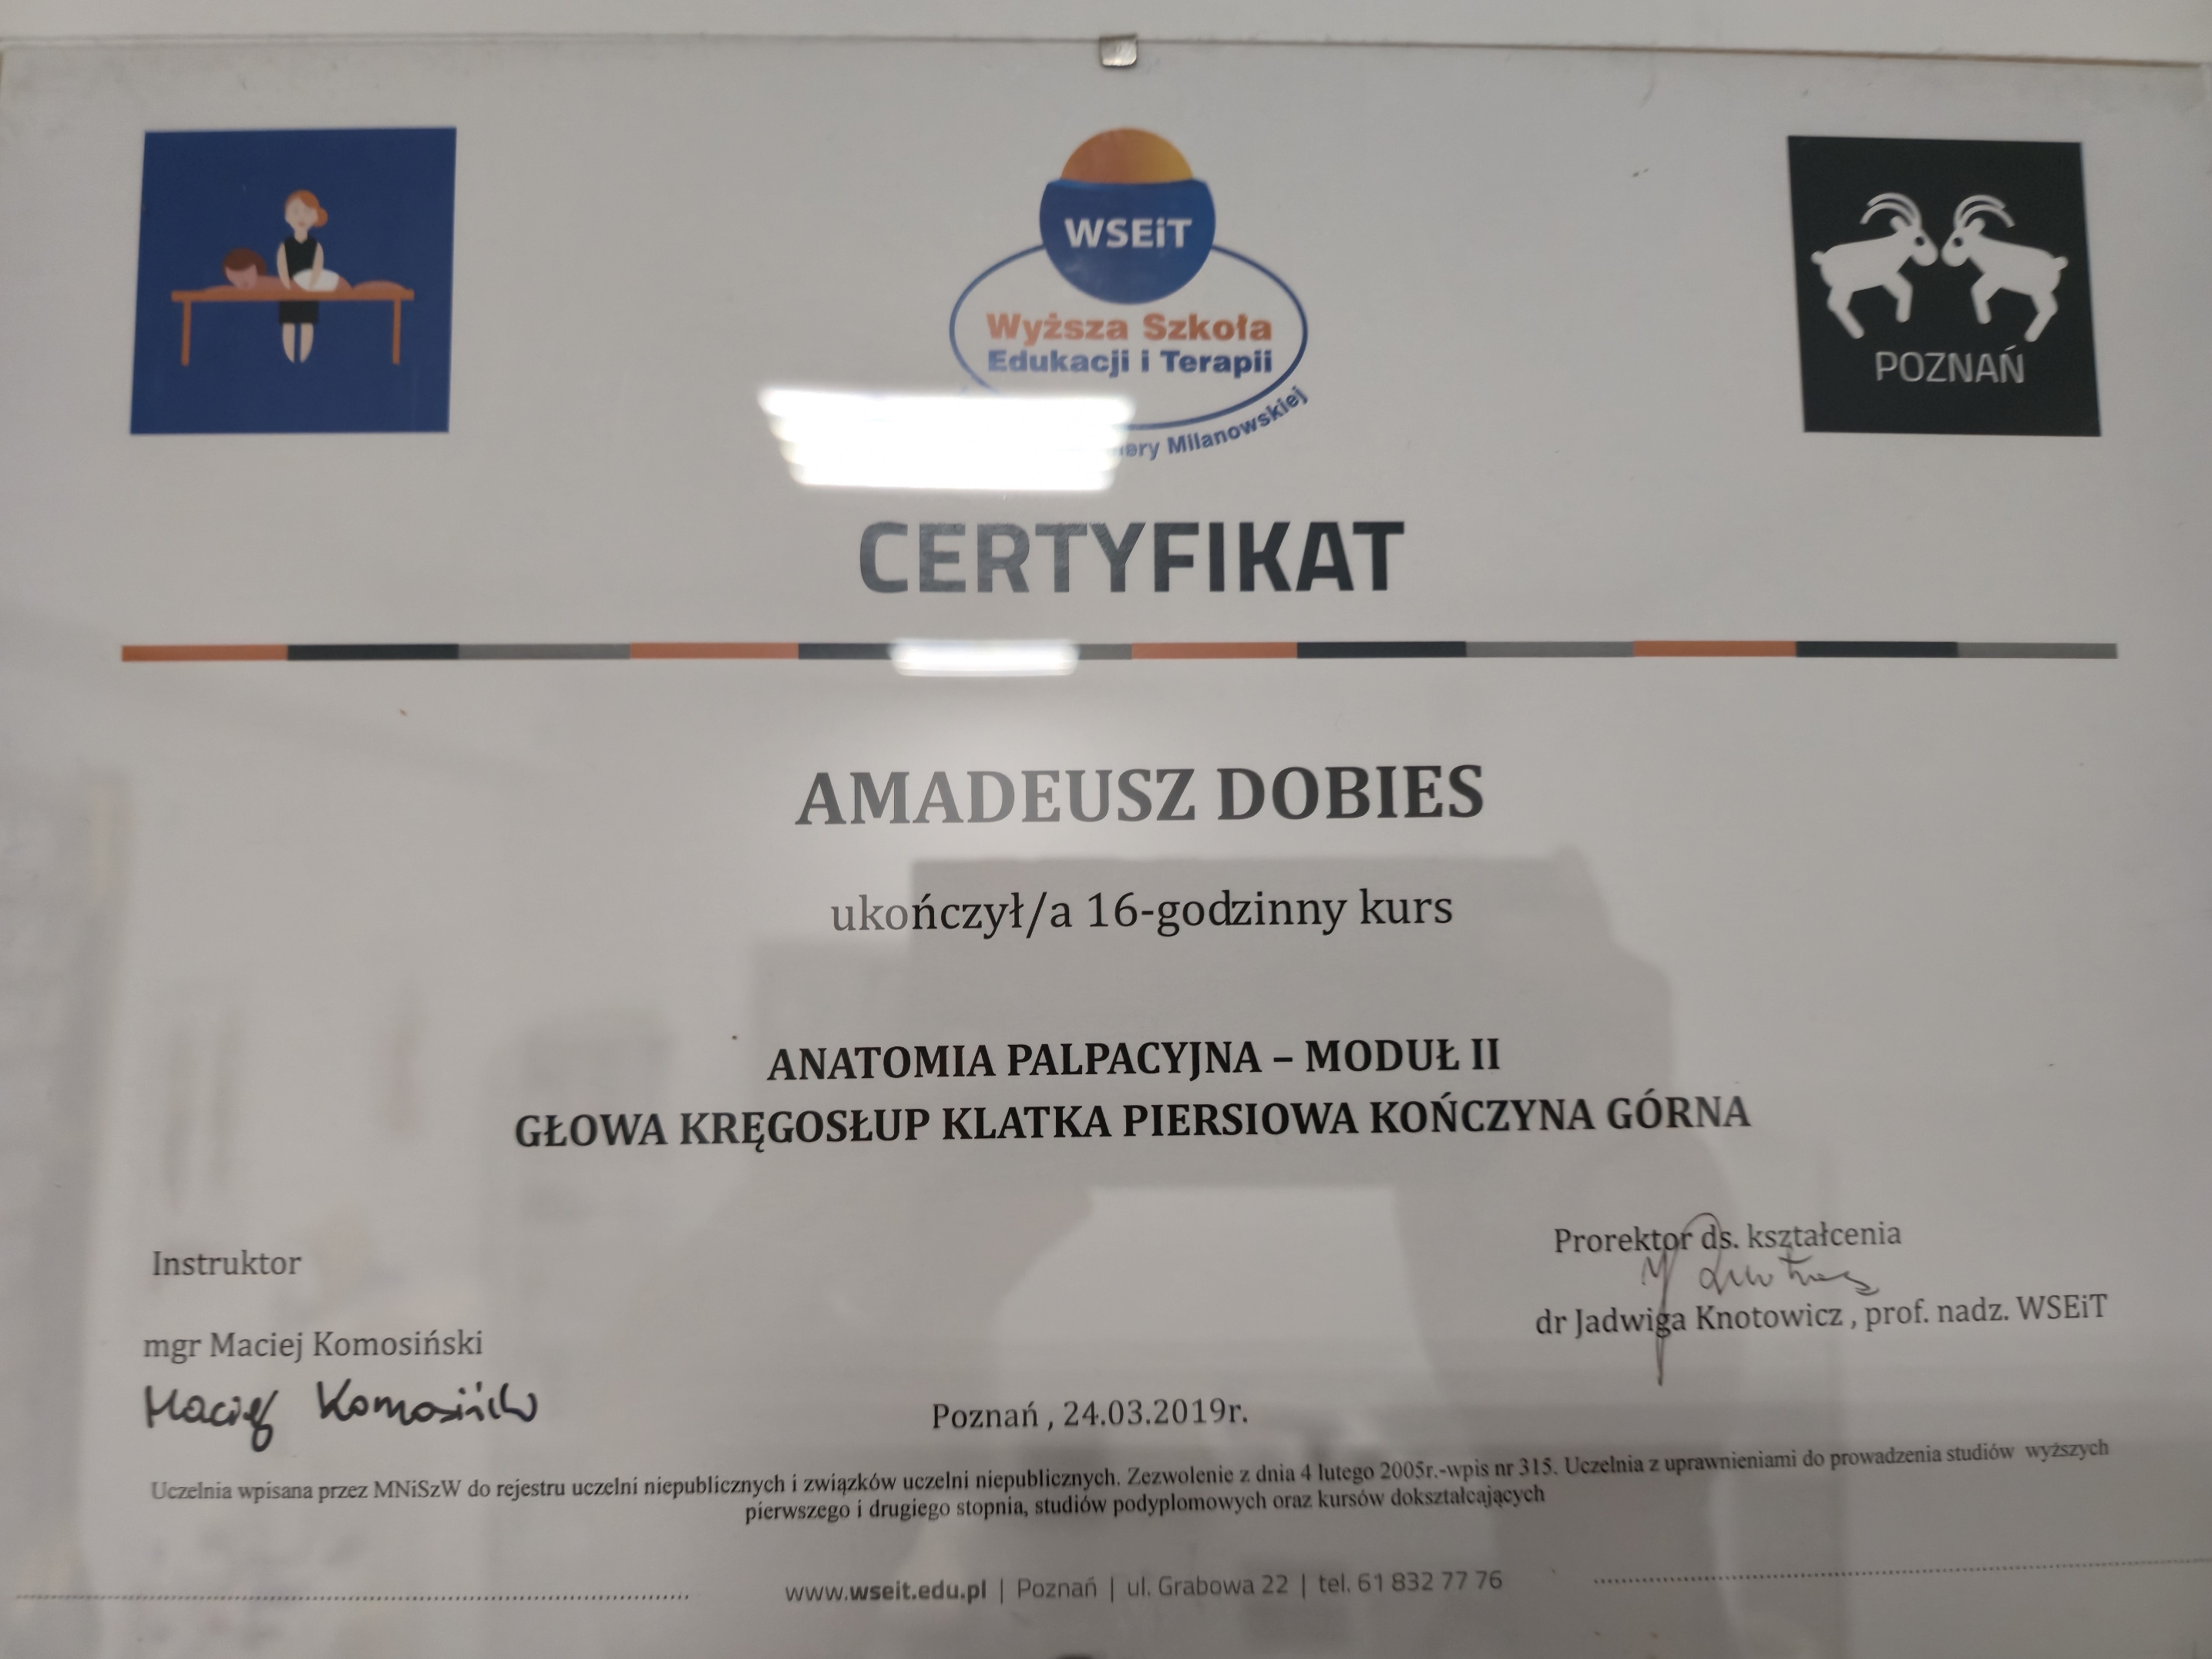 WSEiT
Wyższa Szkoła
Edukacji i Terapii
Milanowskiej
POZNAŃ
CERTYFIKAT
AMADEUSZ DOBIES
ukończył/a 16-godzinny kurs
ANATOMIA PALPACYJNA – MODUŁ II
GŁOWA KRĘGOSŁUP KLATKA PIERSIOWA KOŃCZYNA GÓRNA
Instruktor
mgr Maciej Komosiński
Maciej Komosiński
Prorektor ds. kształcenia
dr Jadwiga Knotowicz , prof. nadz. WSEiT
Poznań , 24.03.2019r.
Uczelnia wpisana przez MNiSzW do rejestru uczelni niepublicznych i związków uczelni niepublicznych. Zezwolenie z dnia 4 lutego 2005r.-wpis nr 315. Uczelnia z uprawnieniami do prowadzenia studiów wyższych
pierwszego i drugiego stopnia, studiów podyplomowych oraz kursów dokształcających
www.wseit.edu.pl | Poznań | ul. Grabowa 22 | tel. 61 832 77 76